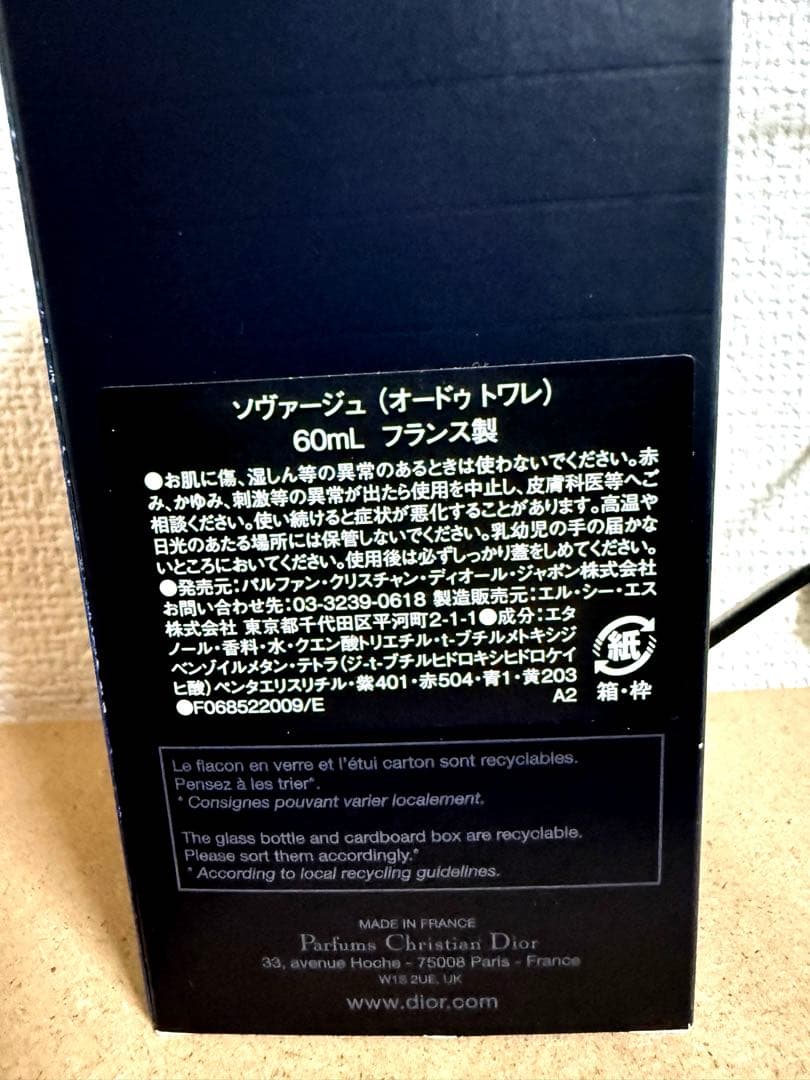 ソヴァージュ（オードゥ トワレ）
60mL フランス製
●お肌に傷、湿しん等の異常のあるときは使わないでください。赤
み、かゆみ、刺激等の異常が出たら使用を中止し、皮膚科医等へご
相談ください。使い続けると症状が悪化することがあります。高温や
日光のあたる場所には保管しないでください。乳幼児の手の届かな
いところにおいてください。使用後は必ずしっかり蓋をしめてください。
●発売元：パルファン・クリスチャン・ディオール・ジャポン株式会社
お問い合わせ先：03-3239-0618 製造販売元：エル・シー・エス
株式会社 東京都千代田区平河町2-1-1●成分：エタ
ノール・香料・水・クエン酸トリエチル・t-ブチルメトキシジ
ベンゾイルメタン・テトラ（ジ-t-ブチルヒドロキシヒドロケイ
ヒ酸）ペンタエリスリチル・紫401・赤504・青1・黄203
●F068522009/E
A2
紙
箱・枠
Le flacon en verre et l'étui carton sont recyclables.
Pensez à les trier*.
* Consignes pouvant varier localement.
The glass bottle and cardboard box are recyclable.
Please sort them accordingly.*
* According to local recycling guidelines.
MADE IN FRANCE
Parfums Christian Dior
33, avenue Hoche - 75008 Paris - France
W1S 2UE, UK
www.dior.com